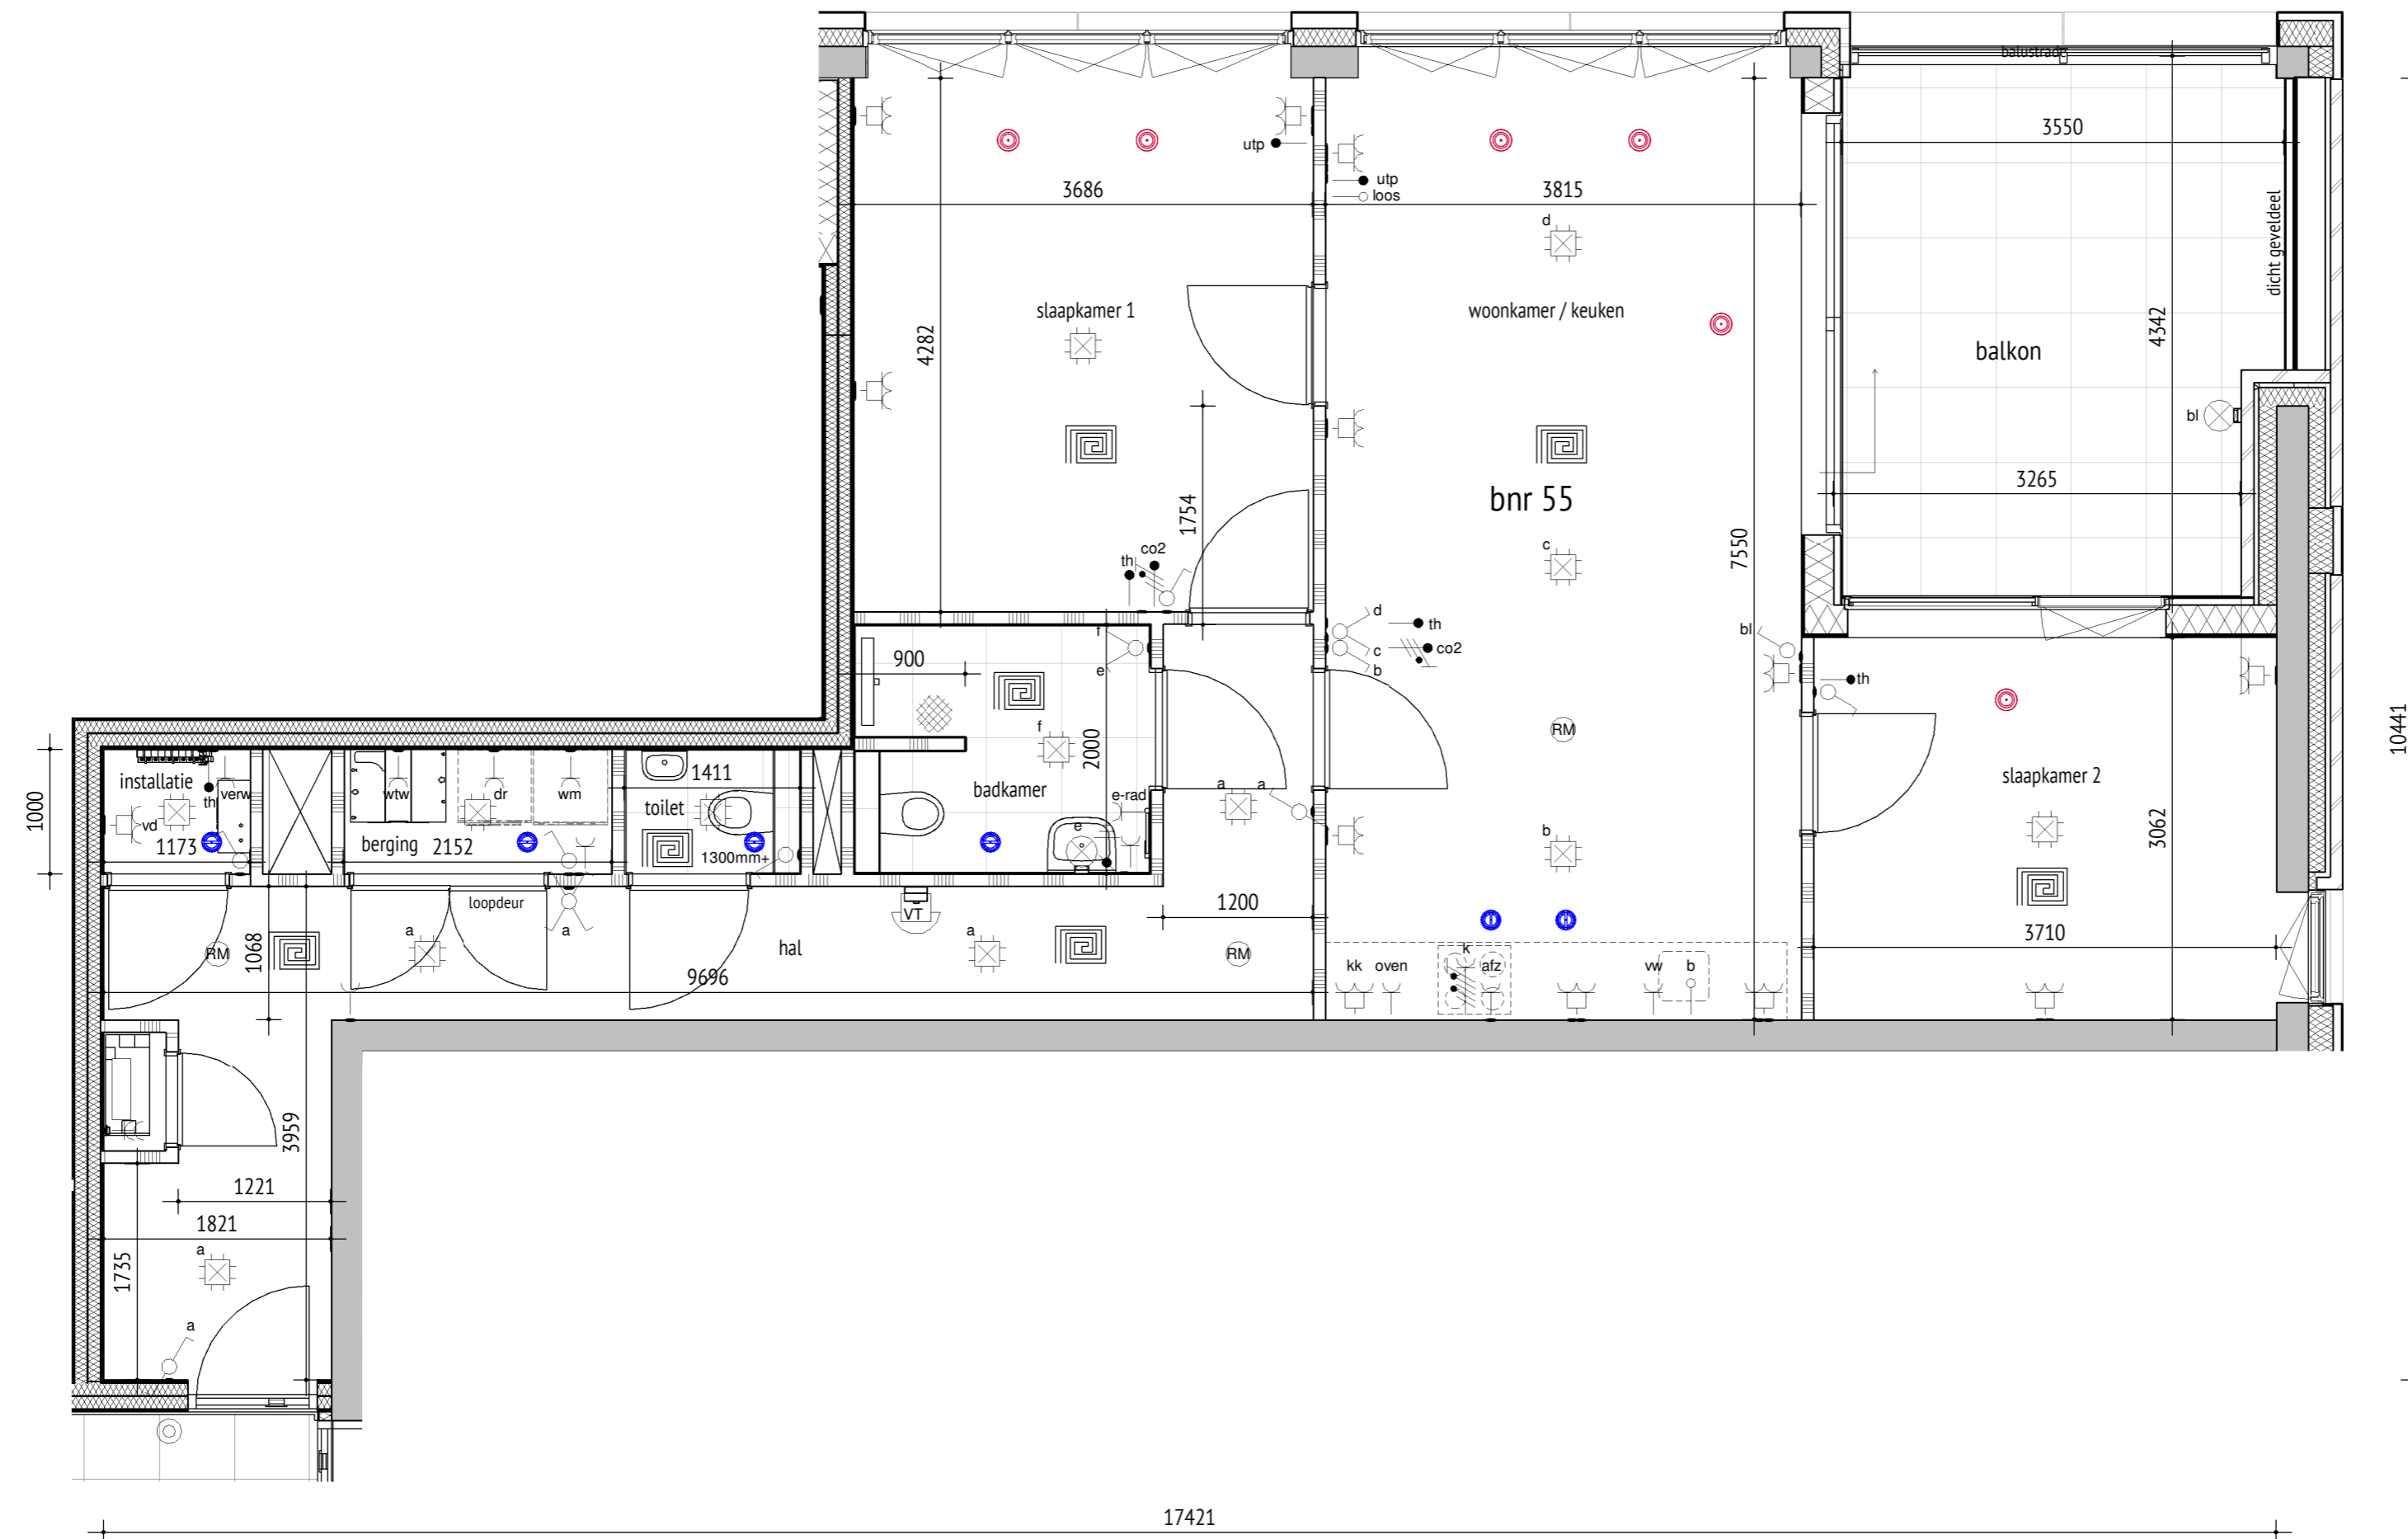 balustrade
3550
utp
utp
loos
3686
3815
dicht geveldeel
d
slaapkamer 1
woonkamer / keuken
4282
4342
balkon
bl
3265
bnr 55
1754
7550
co2
th
c
d
th
c
co2
b
bl
f
e
900
th
10441
f
RM
2000
1000
installatie
1411
slaapkamer 2
th
verw
wtw
dr
wm
toilet
badkamer
a
a
e-rad
vd
e
3062
1173
berging
2152
1300mm+
b
loopdeur
VT
1200
a
a
a
hal
3710
RM
1068
RM
k
kk
oven
afz
vw
b
9696
3959
1221
1821
a
1735
a
17421